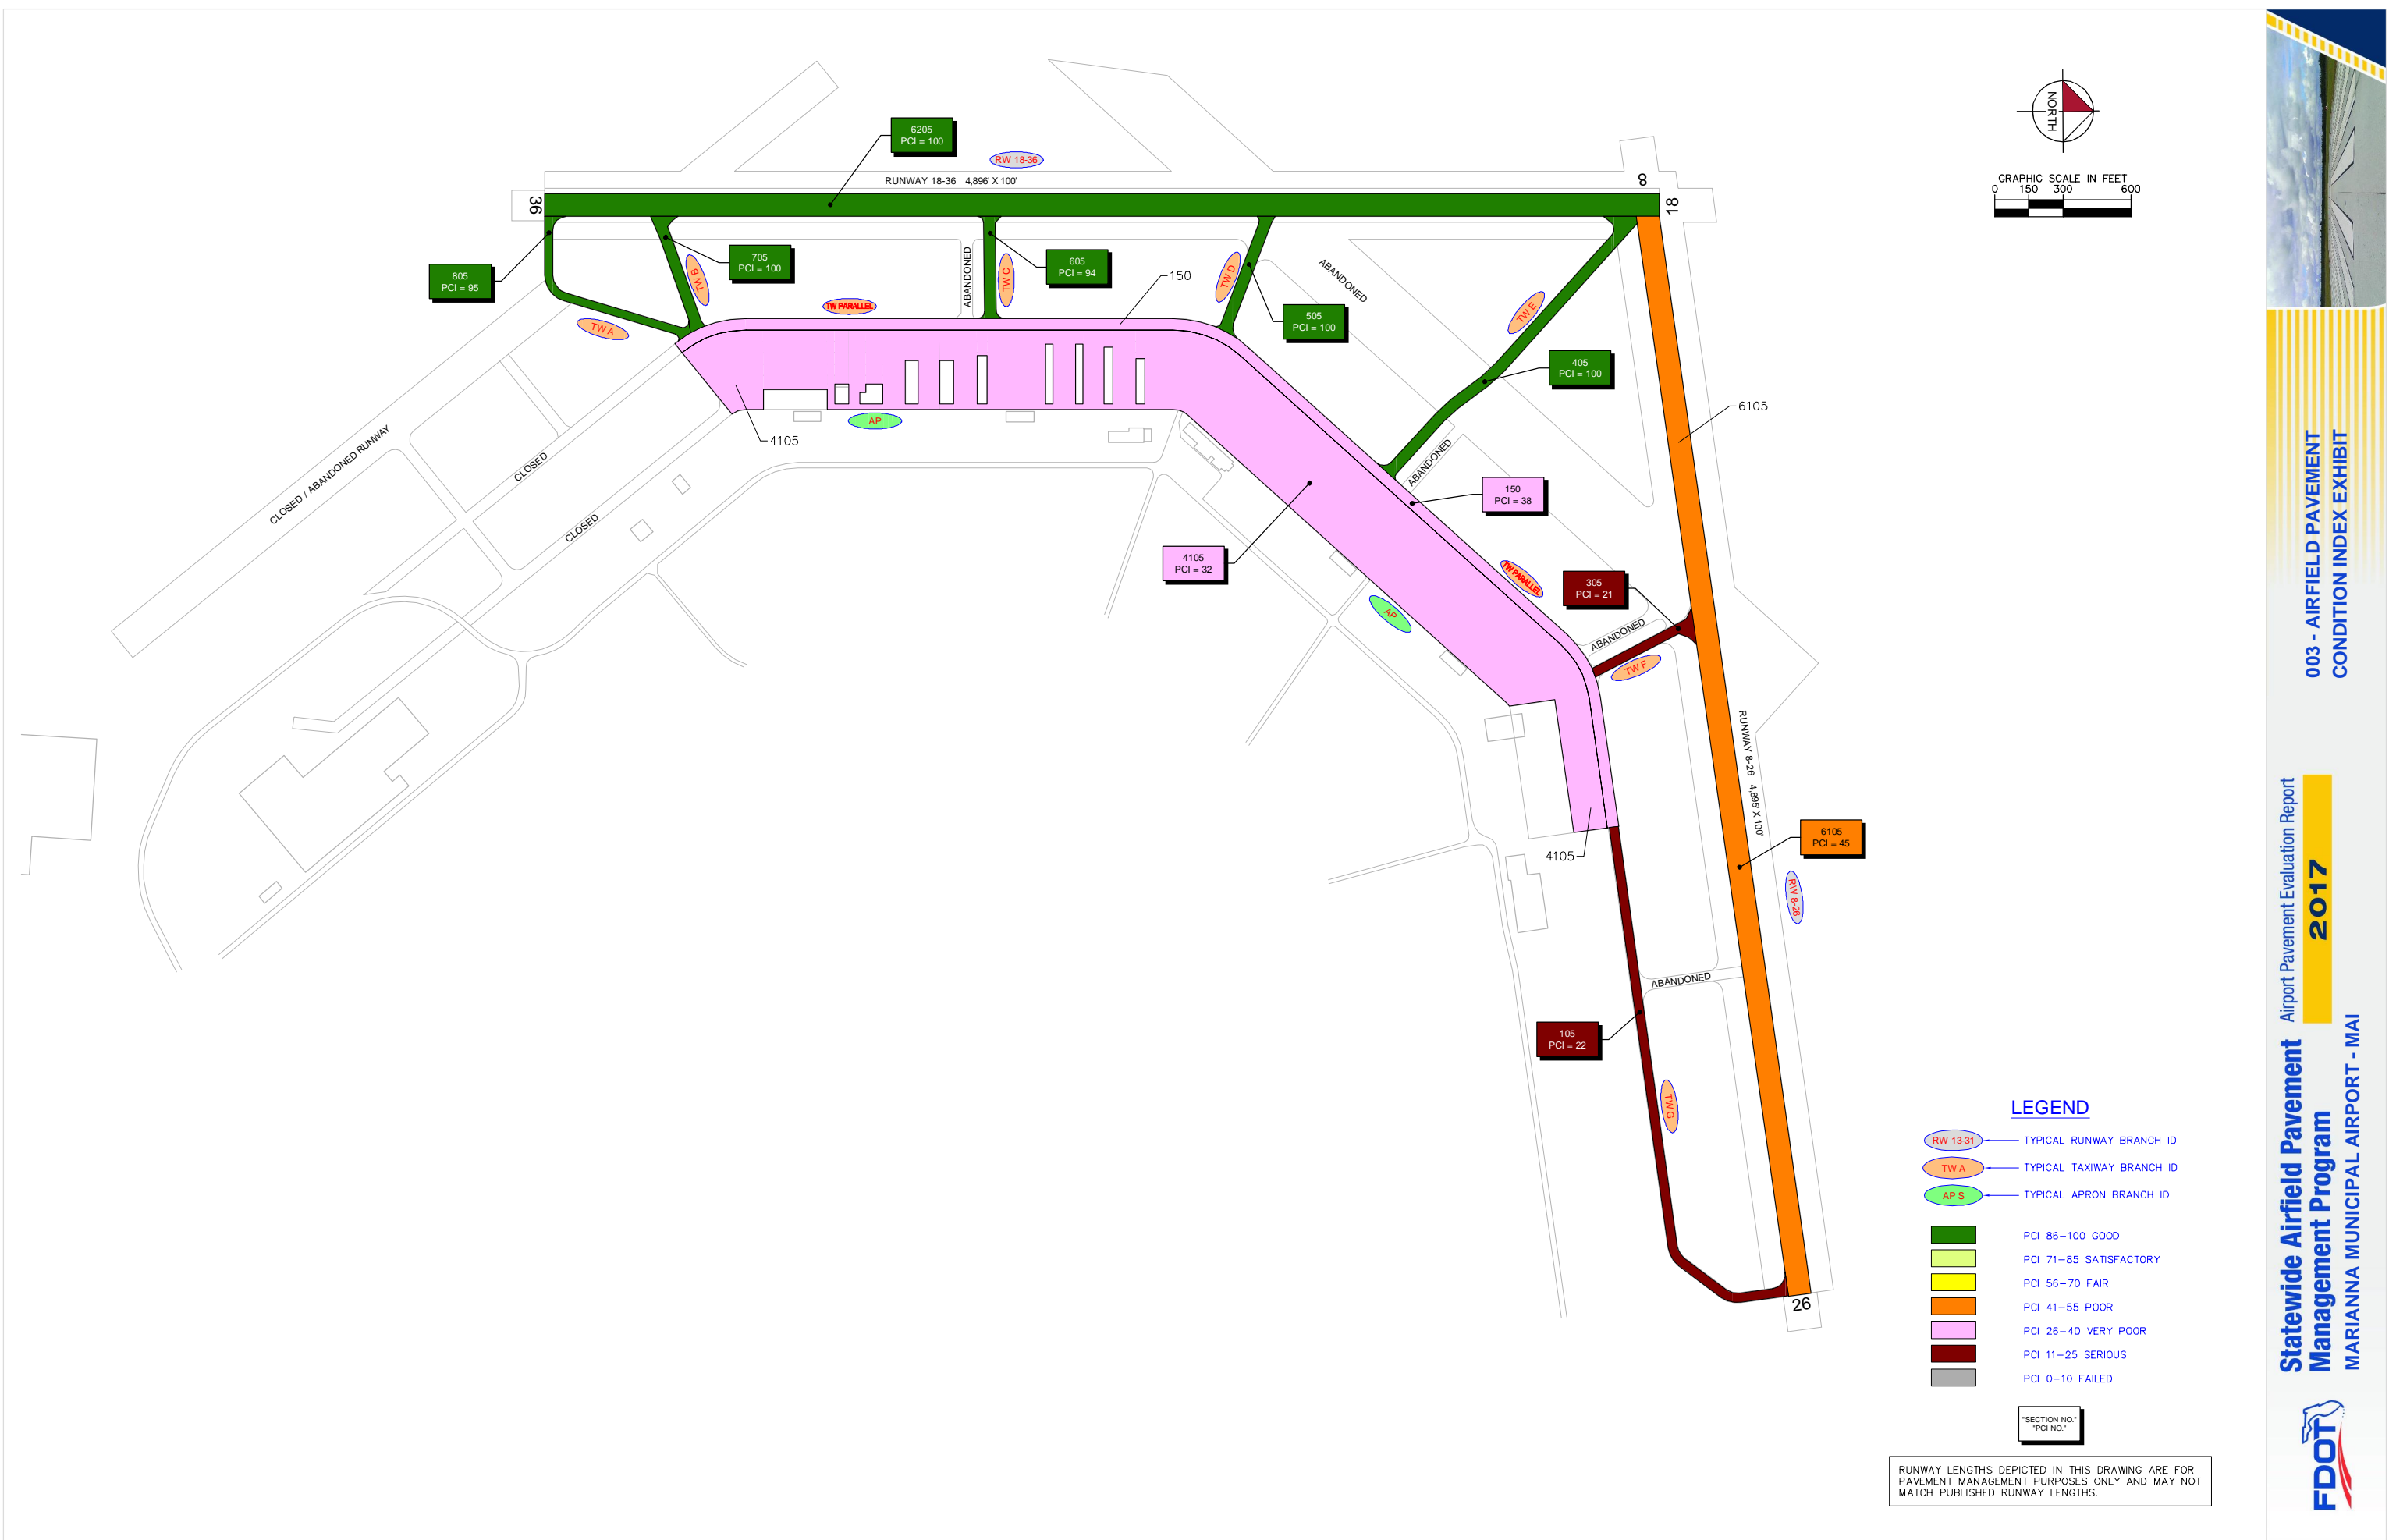 NORTH
GRAPHIC SCALE IN FEET
0 150 300 600
6205
PCI = 100
RW 18-36
RUNWAY 18-36 4,896' X 100'
36
8
18
805
PCI = 95
705
PCI = 100
TW B
ABANDONED
TW C
605
PCI = 94
TW D
150
ABANDONED
505
PCI = 100
TW E
TW A
TW PARALLEL
405
PCI = 100
6105
4105
AP
CLOSED / ABANDONED RUNWAY
CLOSED
CLOSED
ABANDONED
150
PCI = 38
4105
PCI = 32
TW PARALLEL
305
PCI = 21
AP
ABANDONED
TW F
RUNWAY 8-26 4,895' X 100'
6105
PCI = 45
4105
RW 8-26
ABANDONED
105
PCI = 22
TW G
26
LEGEND
RW 13-31 TYPICAL RUNWAY BRANCH ID
TW A TYPICAL TAXIWAY BRANCH ID
AP S TYPICAL APRON BRANCH ID
PCI 86-100 GOOD
PCI 71-85 SATISFACTORY
PCI 56-70 FAIR
PCI 41-55 POOR
PCI 26-40 VERY POOR
PCI 11-25 SERIOUS
PCI 0-10 FAILED
"SECTION NO."
"PCI NO."
RUNWAY LENGTHS DEPICTED IN THIS DRAWING ARE FOR
PAVEMENT MANAGEMENT PURPOSES ONLY AND MAY NOT
MATCH PUBLISHED RUNWAY LENGTHS.
003 - AIRFIELD PAVEMENT
CONDITION INDEX EXHIBIT
Airport Pavement Evaluation Report
2017
Statewide Airfield Pavement
Management Program
MARIANNA MUNICIPAL AIRPORT - MAI
FDOT